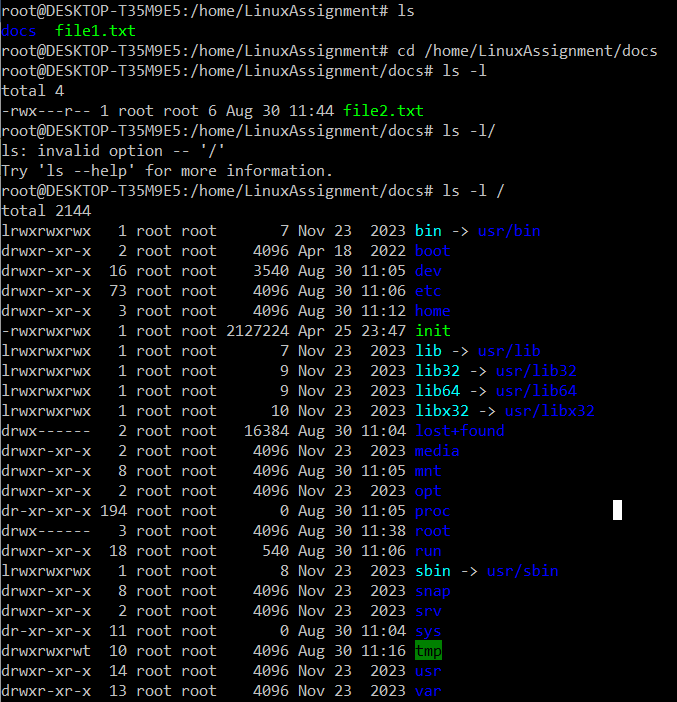 root@DESKTOP-T35M9E5:/home/LinuxAssignment# ls
docs  file1.txt
root@DESKTOP-T35M9E5:/home/LinuxAssignment# cd /home/LinuxAssignment/docs
root@DESKTOP-T35M9E5:/home/LinuxAssignment/docs# ls -l
total 4
-rwx---r-- 1 root root 6 Aug 30 11:44 file2.txt
root@DESKTOP-T35M9E5:/home/LinuxAssignment/docs# ls -l/
ls: invalid option -- '/'
Try 'ls --help' for more information.
root@DESKTOP-T35M9E5:/home/LinuxAssignment/docs# ls -l /
total 2144
lrwxrwxrwx   1 root root       7 Nov 23  2023 bin -> usr/bin
drwxr-xr-x   2 root root    4096 Apr 18  2022 boot
drwxr-xr-x  16 root root    3540 Aug 30 11:05 dev
drwxr-xr-x  73 root root    4096 Aug 30 11:06 etc
drwxr-xr-x   3 root root    4096 Aug 30 11:12 home
-rwxrwxrwx   1 root root 2127224 Apr 25 23:47 init
lrwxrwxrwx   1 root root       7 Nov 23  2023 lib -> usr/lib
lrwxrwxrwx   1 root root       9 Nov 23  2023 lib32 -> usr/lib32
lrwxrwxrwx   1 root root       9 Nov 23  2023 lib64 -> usr/lib64
lrwxrwxrwx   1 root root      10 Nov 23  2023 libx32 -> usr/libx32
drwx------   2 root root   16384 Aug 30 11:04 lost+found
drwxr-xr-x   2 root root    4096 Nov 23  2023 media
drwxr-xr-x   8 root root    4096 Aug 30 11:05 mnt
drwxr-xr-x   2 root root    4096 Nov 23  2023 opt
dr-xr-xr-x 194 root root       0 Aug 30 11:05 proc
drwx------   3 root root    4096 Aug 30 11:38 root
drwxr-xr-x  18 root root     540 Aug 30 11:06 run
lrwxrwxrwx   1 root root       8 Nov 23  2023 sbin -> usr/sbin
drwxr-xr-x   8 root root    4096 Nov 23  2023 snap
drwxr-xr-x   2 root root    4096 Nov 23  2023 srv
dr-xr-xr-x  11 root root       0 Aug 30 11:04 sys
drwxrwxrwt  10 root root    4096 Aug 30 11:16 tmp
drwxr-xr-x  14 root root    4096 Nov 23  2023 usr
drwxr-xr-x  13 root root    4096 Nov 23  2023 var